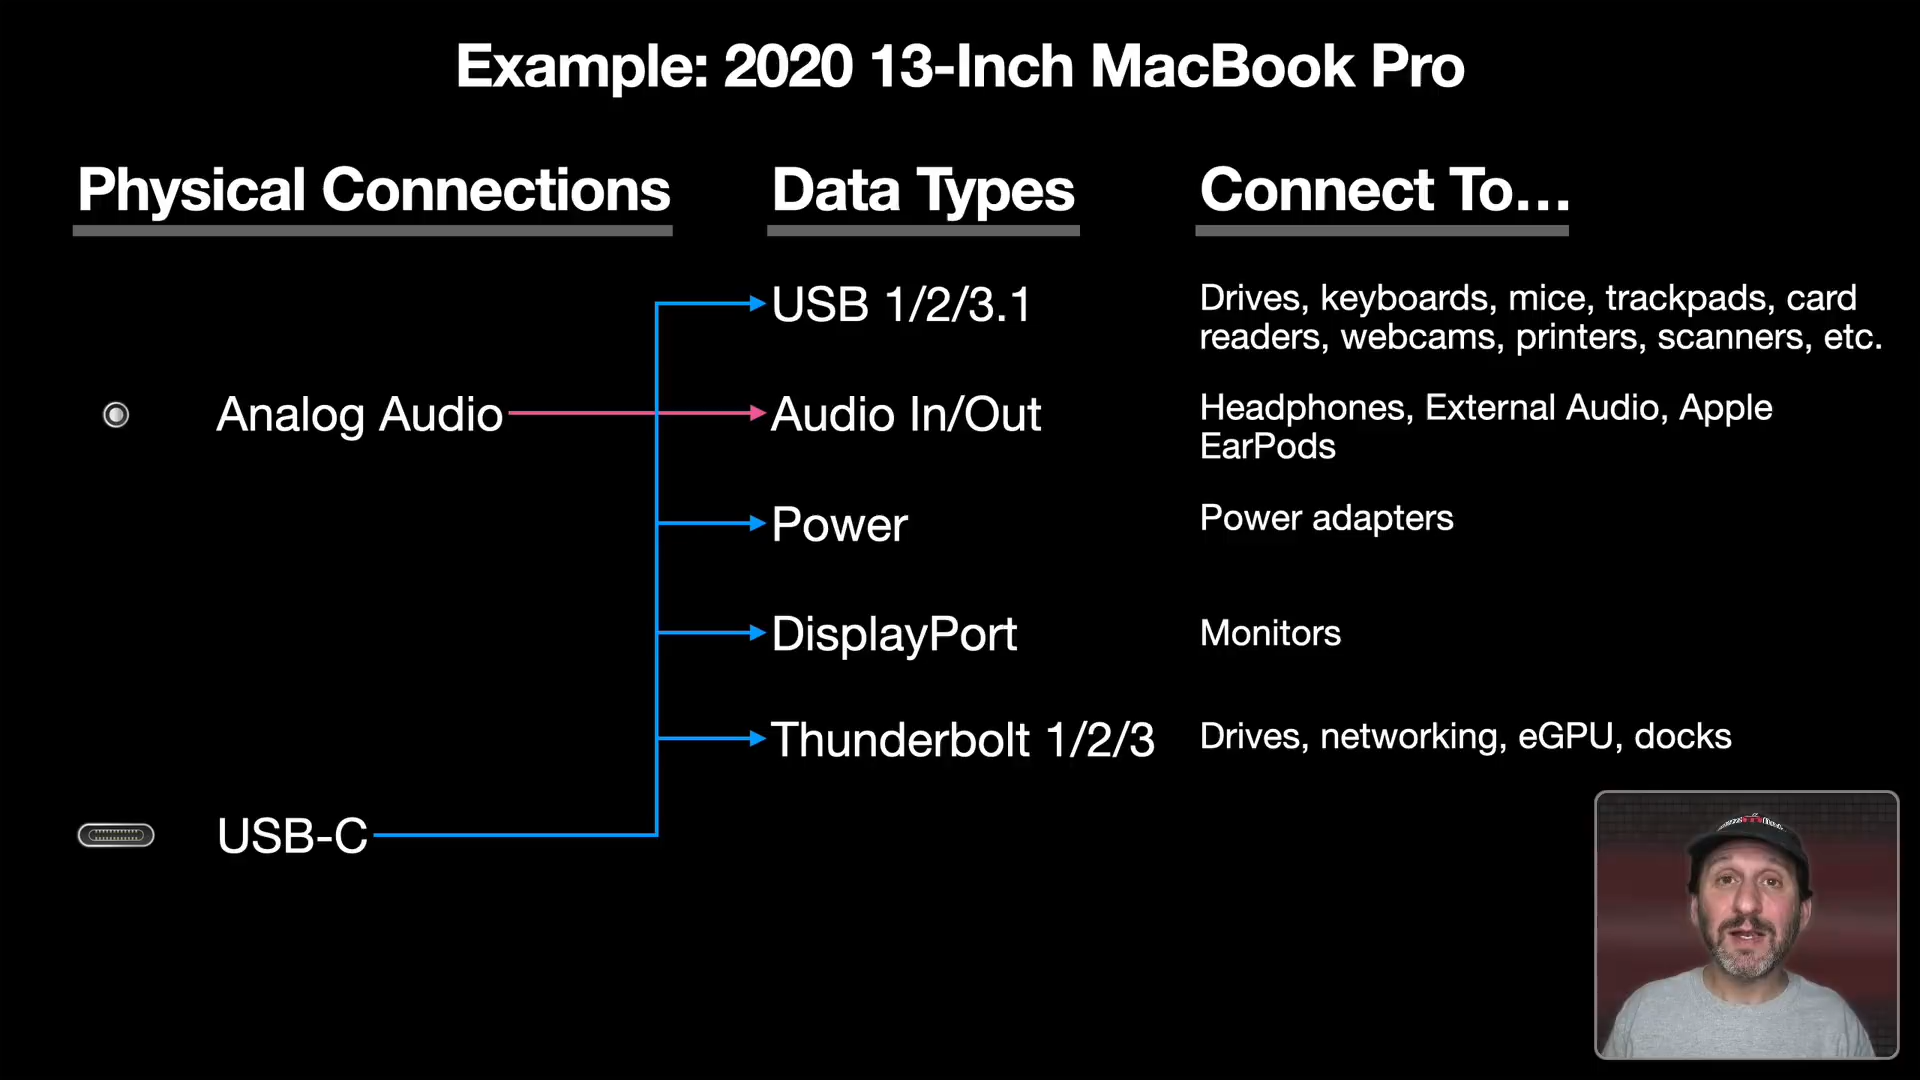 Example: 2020 13-Inch MacBook Pro
Physical Connections
Data Types
Connect To...
USB 1/2/3.1
Drives, keyboards, mice, trackpads, card
readers, webcams, printers, scanners, etc.
Analog Audio
Audio In/Out
Headphones, External Audio, Apple
EarPods
Power
Power adapters
DisplayPort
Monitors
Thunderbolt 1/2/3
Drives, networking, eGPU, docks
USB-C